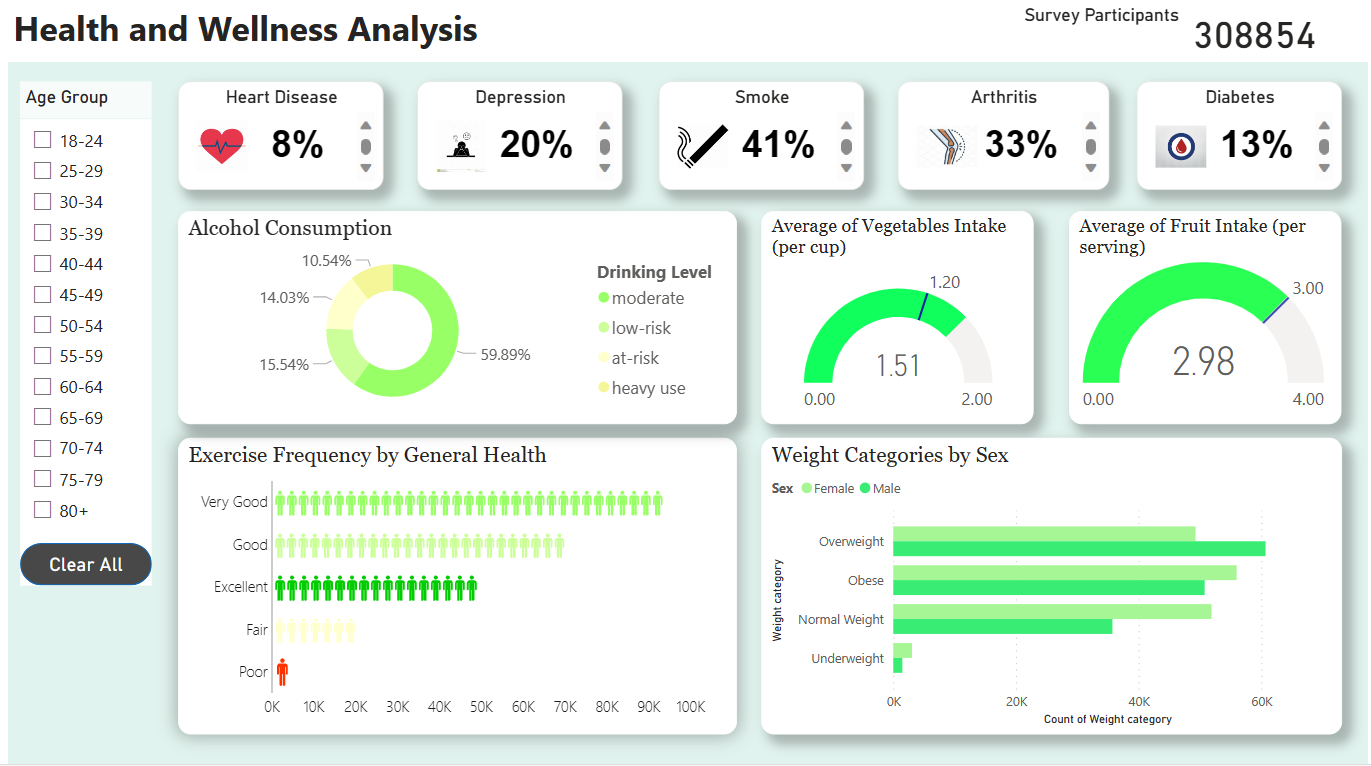 Health and Wellness Analysis
Survey Participants
308854
Age Group
18-24
25-29
30-34
35-39
40-44
45-49
50-54
55-59
60-64
65-69
70-74
75-79
80+
Clear All
Heart Disease
8%
Depression
20%
Smoke
41%
Arthritis
33%
Diabetes
13%
Alcohol Consumption
10.54%
14.03%
15.54%
59.89%
Drinking Level
moderate
low-risk
at-risk
heavy use
Average of Vegetables Intake
(per cup)
1.20
1.51
0.00
2.00
Average of Fruit Intake (per
serving)
3.00
2.98
0.00
4.00
Exercise Frequency by General Health
Very Good
Good
Excellent
Fair
Poor
0K 10K 20K 30K 40K 50K 60K 70K 80K 90K 100K
Weight Categories by Sex
Sex Female Male
Weight category
Overweight
Obese
Normal Weight
Underweight
0K 20K 40K 60K
Count of Weight category